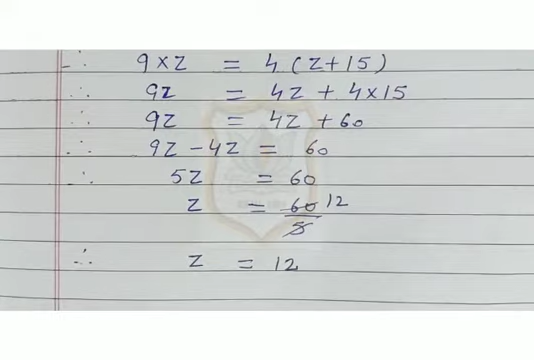 ∴ 9 × z = 4 (z + 15)
∴ 9z = 4z + 4 × 15
∴ 9z = 4z + 60
∴ 9z - 4z = 60
∴ 5z = 60
z = 60/5 12
∴ z = 12